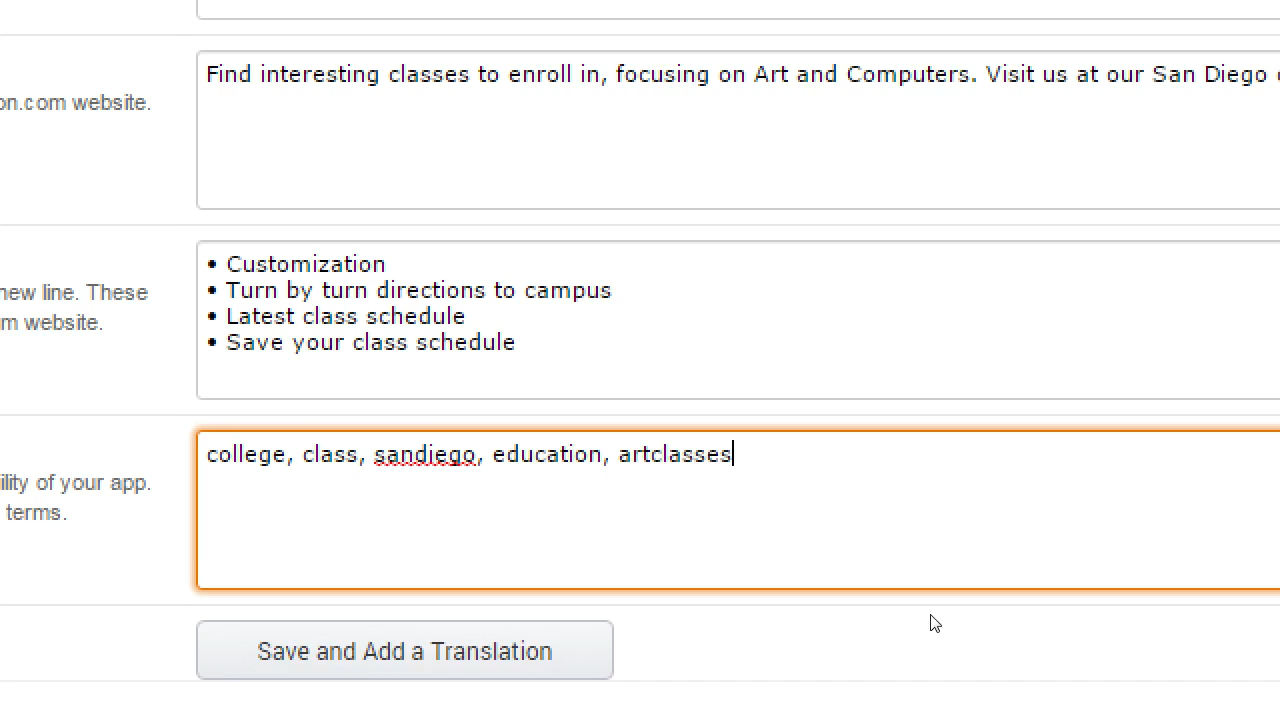 Find interesting classes to enroll in, focusing on Art and Computers. Visit us at our San Diego
on.com website.
• Customization
• Turn by turn directions to campus
new line. These
• Latest class schedule
m website.
• Save your class schedule
college, class, sandiego, education, artclasses
ility of your app.
terms.
Save and Add a Translation